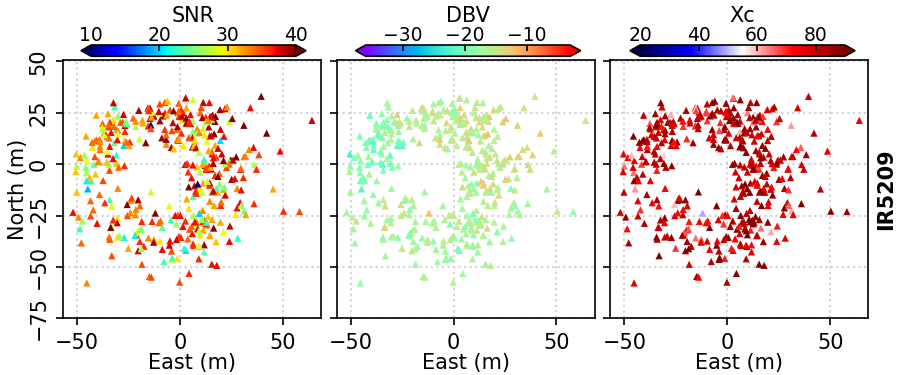 SNR DBV Xc
10 20 30 40 −30 −20 −10 20 40 60 80
50
25
0
−25
−50
−75
North (m)
−50 0 50 −50 0 50 −50 0 50
East (m) East (m) East (m)
IR5209